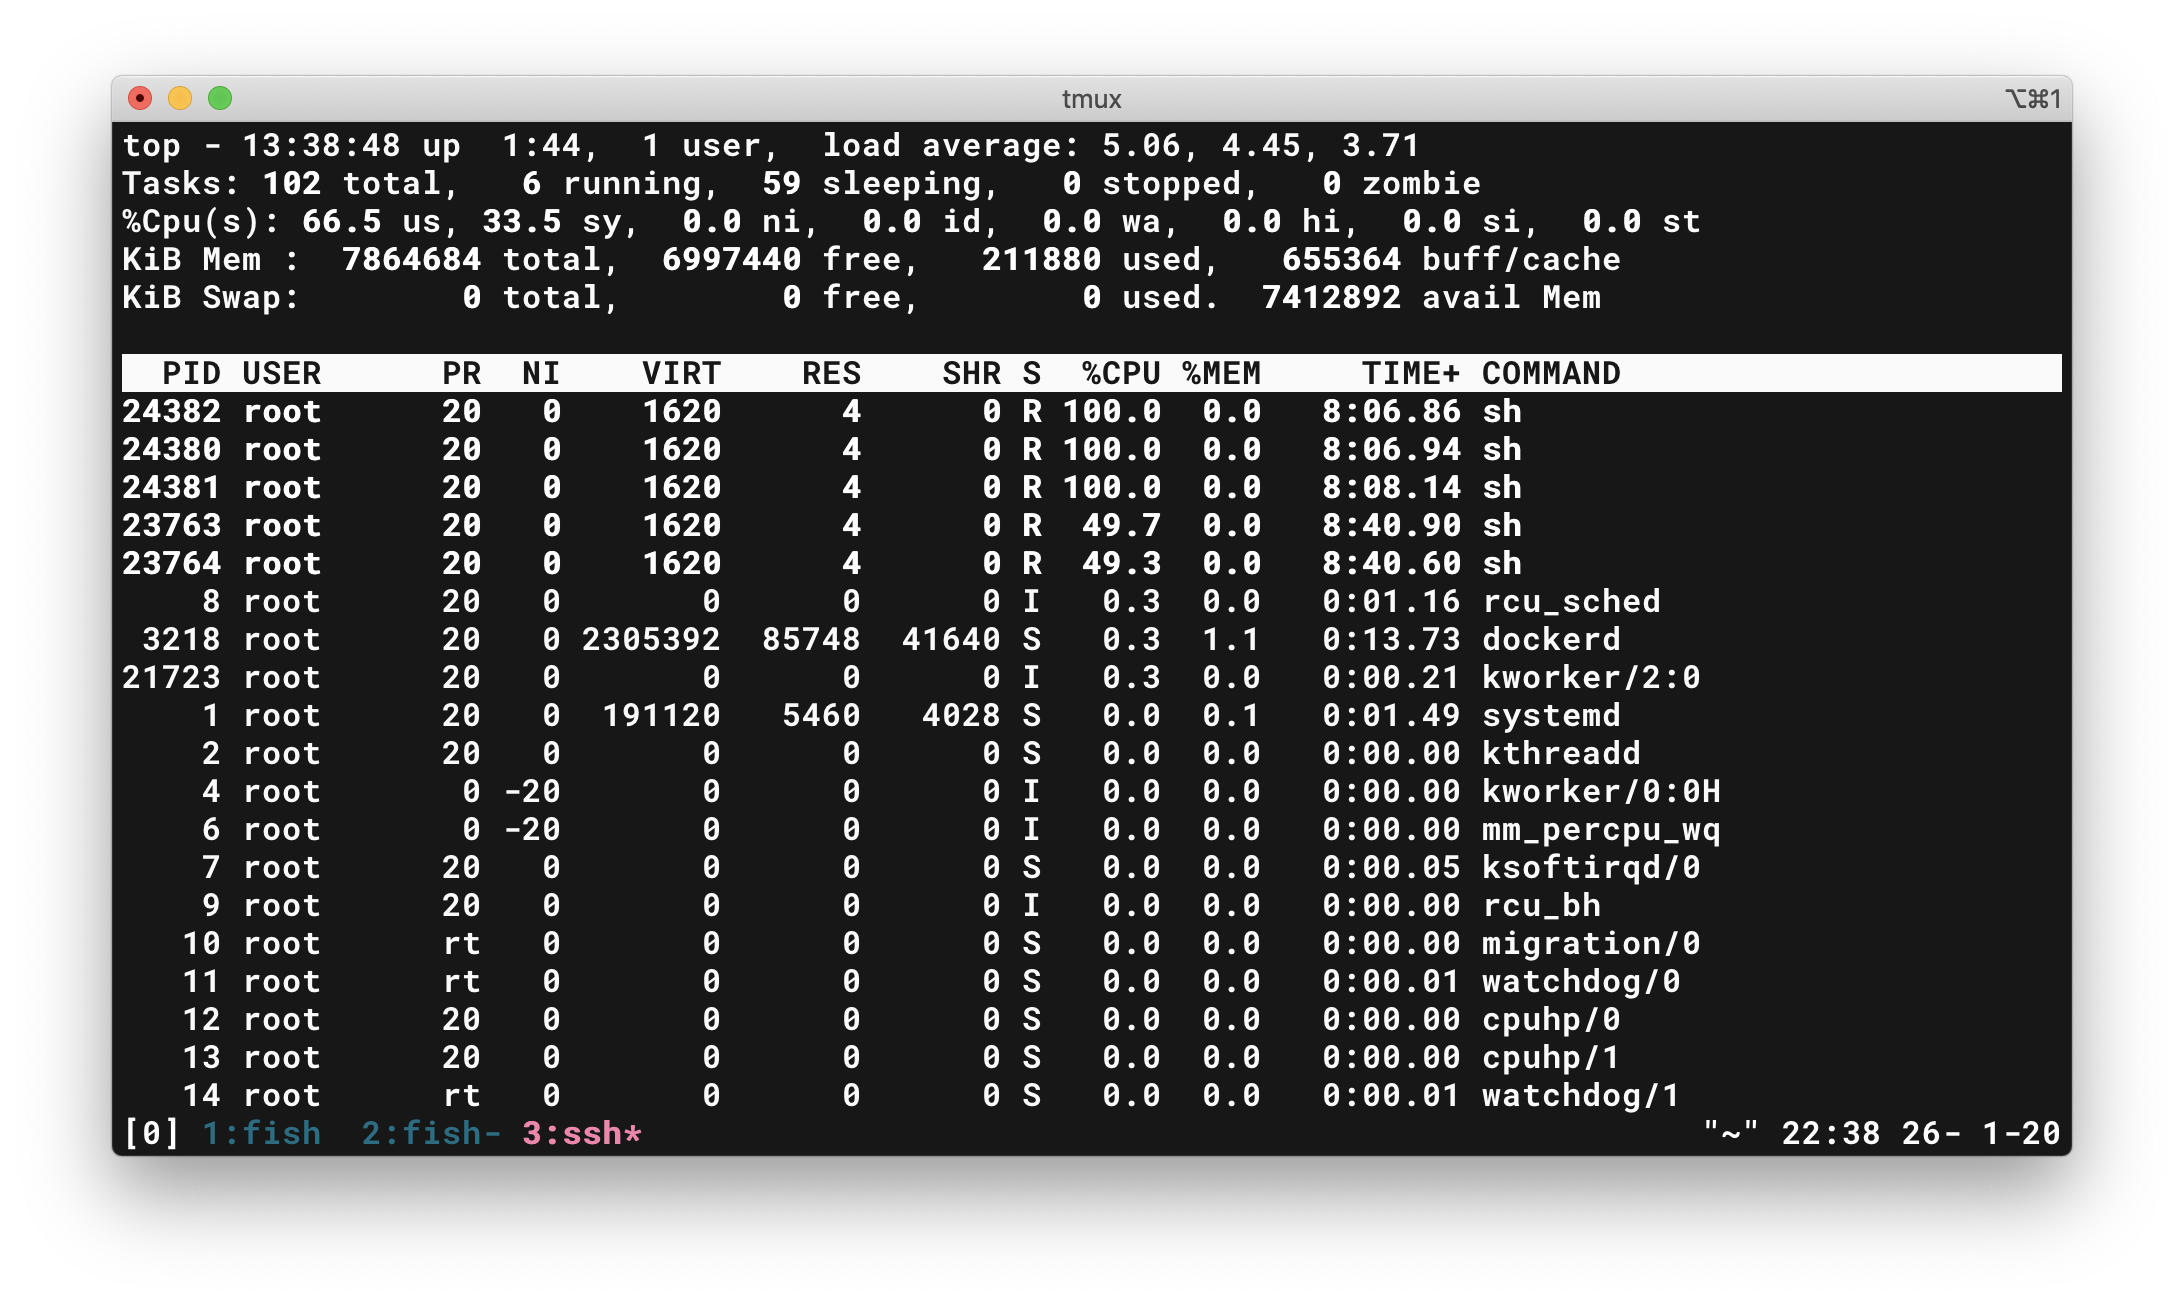 tmux ⌥⌘1
top - 13:38:48 up  1:44,  1 user,  load average: 5.06, 4.45, 3.71
Tasks: 102 total,   6 running,  59 sleeping,   0 stopped,   0 zombie
%Cpu(s): 66.5 us, 33.5 sy,  0.0 ni,  0.0 id,  0.0 wa,  0.0 hi,  0.0 si,  0.0 st
KiB Mem :  7864684 total,  6997440 free,   211880 used,   655364 buff/cache
KiB Swap:        0 total,        0 free,        0 used.  7412892 avail Mem
  PID USER      PR  NI    VIRT    RES    SHR S  %CPU %MEM     TIME+ COMMAND
24382 root      20   0    1620      4      0 R 100.0  0.0   8:06.86 sh
24380 root      20   0    1620      4      0 R 100.0  0.0   8:06.94 sh
24381 root      20   0    1620      4      0 R 100.0  0.0   8:08.14 sh
23763 root      20   0    1620      4      0 R  49.7  0.0   8:40.90 sh
23764 root      20   0    1620      4      0 R  49.3  0.0   8:40.60 sh
    8 root      20   0       0      0      0 I   0.3  0.0   0:01.16 rcu_sched
 3218 root      20   0 2305392  85748  41640 S   0.3  1.1   0:13.73 dockerd
21723 root      20   0       0      0      0 I   0.3  0.0   0:00.21 kworker/2:0
    1 root      20   0  191120   5460   4028 S   0.0  0.1   0:01.49 systemd
    2 root      20   0       0      0      0 S   0.0  0.0   0:00.00 kthreadd
    4 root       0 -20       0      0      0 I   0.0  0.0   0:00.00 kworker/0:0H
    6 root       0 -20       0      0      0 I   0.0  0.0   0:00.00 mm_percpu_wq
    7 root      20   0       0      0      0 S   0.0  0.0   0:00.05 ksoftirqd/0
    9 root      20   0       0      0      0 I   0.0  0.0   0:00.00 rcu_bh
   10 root      rt   0       0      0      0 S   0.0  0.0   0:00.00 migration/0
   11 root      rt   0       0      0      0 S   0.0  0.0   0:00.01 watchdog/0
   12 root      20   0       0      0      0 S   0.0  0.0   0:00.00 cpuhp/0
   13 root      20   0       0      0      0 S   0.0  0.0   0:00.00 cpuhp/1
   14 root      rt   0       0      0      0 S   0.0  0.0   0:00.01 watchdog/1
[0] 1:fish  2:fish- 3:ssh* "~" 22:38 26- 1-20